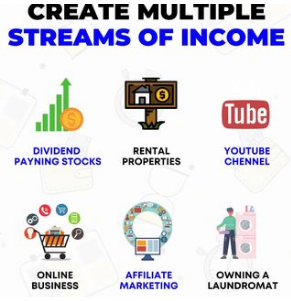 CREATE MULTIPLE
STREAMS OF INCOME
Tube
DIVIDEND
PAYNING STOCKS
RENTAL
PROPERTIES
YOUTUBE
CHENNEL
ONLINE
BUSINESS
AFFILIATE
MARKETING
OWNING A
LAUNDROMAT